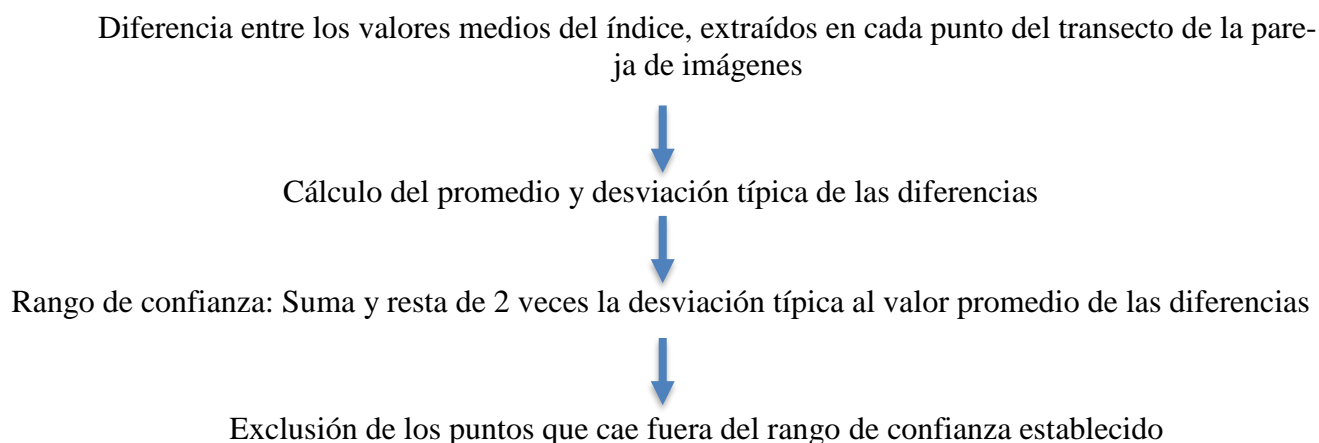 Diferencia entre los valores medios del índice, extraídos en cada punto del transecto de la pare-
ja de imágenes
Cálculo del promedio y desviación típica de las diferencias
Rango de confianza: Suma y resta de 2 veces la desviación típica al valor promedio de las diferencias
Exclusión de los puntos que cae fuera del rango de confianza establecido